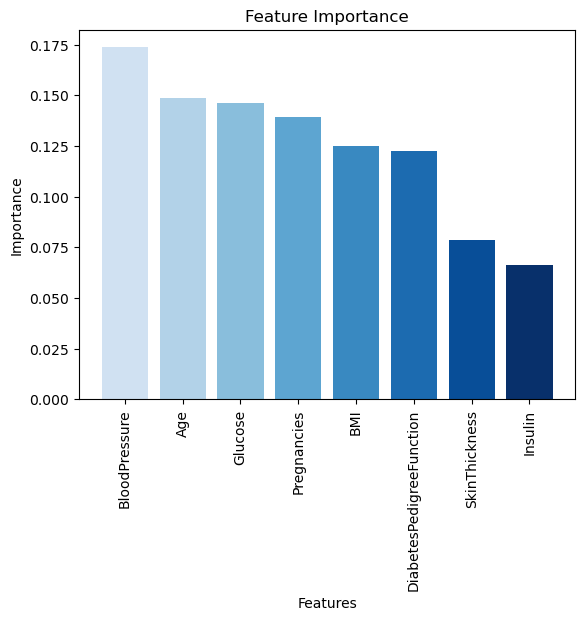 Feature Importance
Importance
0.175
0.150
0.125
0.100
0.075
0.050
0.025
0.000
BloodPressure
Age
Glucose
Pregnancies
BMI
DiabetesPedigreeFunction
SkinThickness
Insulin
Features